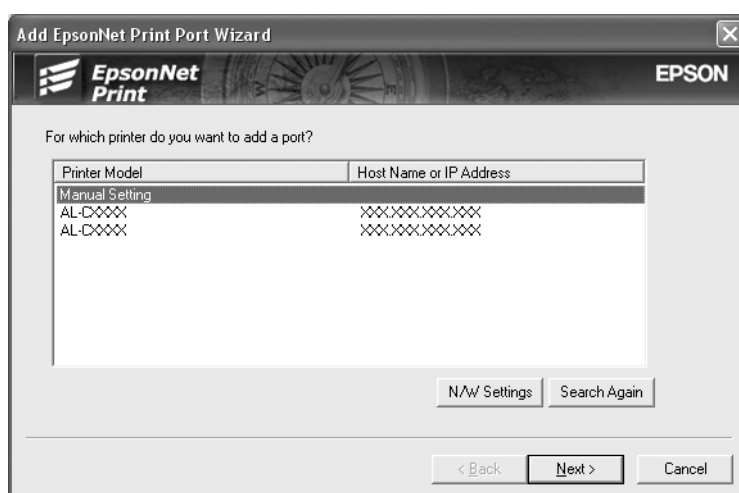 Add EpsonNet Print Port Wizard
EpsonNet
Print
EPSON
For which printer do you want to add a port?
Printer Model Host Name or IP Address
Manual Setting
AL-CXXXX XXX.XXX.XXX.XXX
AL-CXXXX XXX.XXX.XXX.XXX
N/W Settings Search Again
< Back Next > Cancel